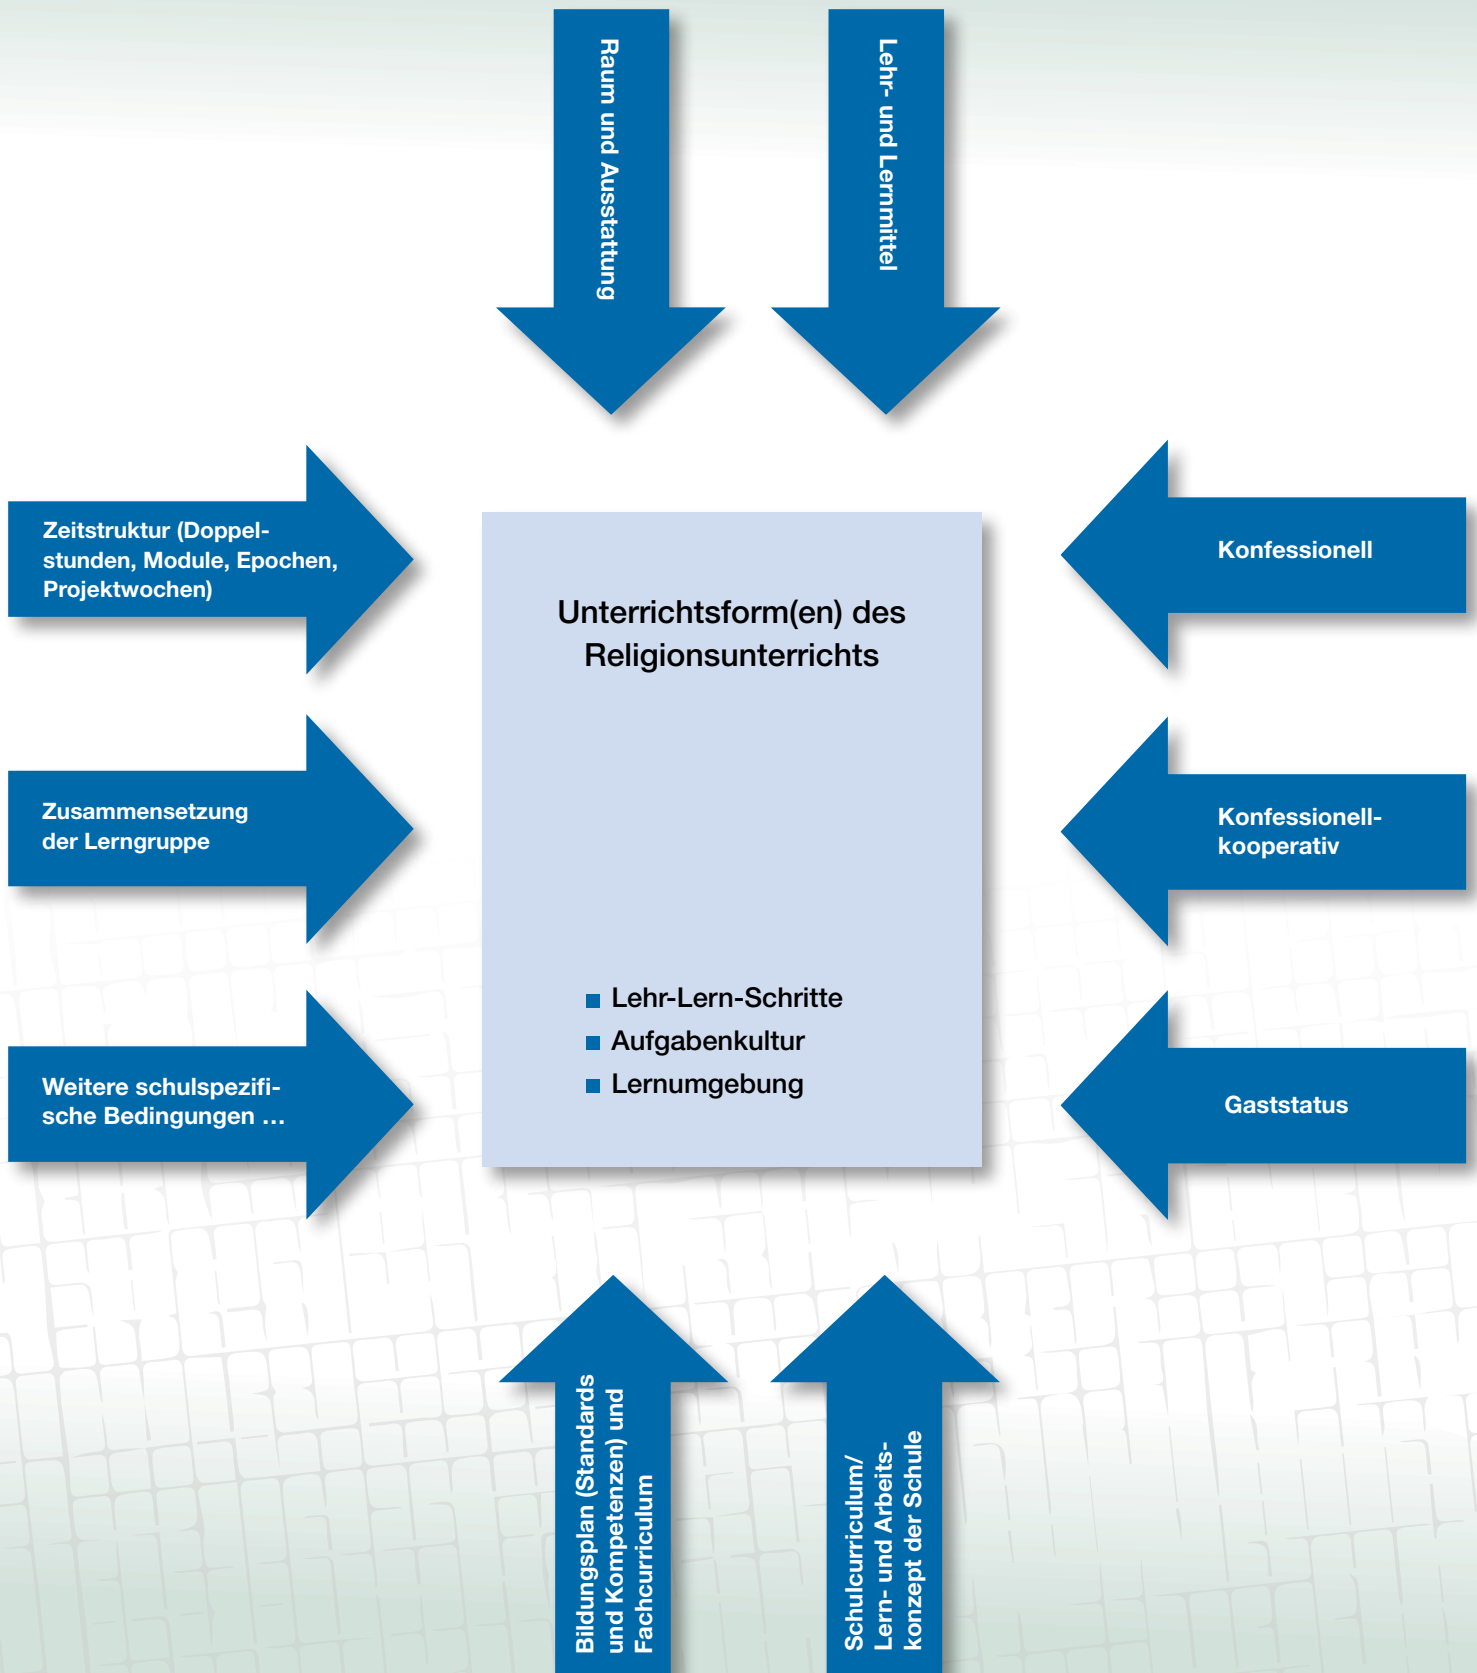 Raum und Ausstattung
Lehr- und Lernmittel
Zeitstruktur (Doppel-
stunden, Module, Epochen,
Projektwochen)
Konfessionell
Unterrichtsform(en) des
Religionsunterrichts
Zusammensetzung
der Lerngruppe
Konfessionell-
kooperativ
Lehr-Lern-Schritte
Aufgabenkultur
Lernumgebung
Weitere schulspezifi-
sche Bedingungen …
Gaststatus
Bildungsplan (Standards
und Kompetenzen) und
Fachcurriculum
Schulcurriculum/
Lern- und Arbeits-
konzept der Schule